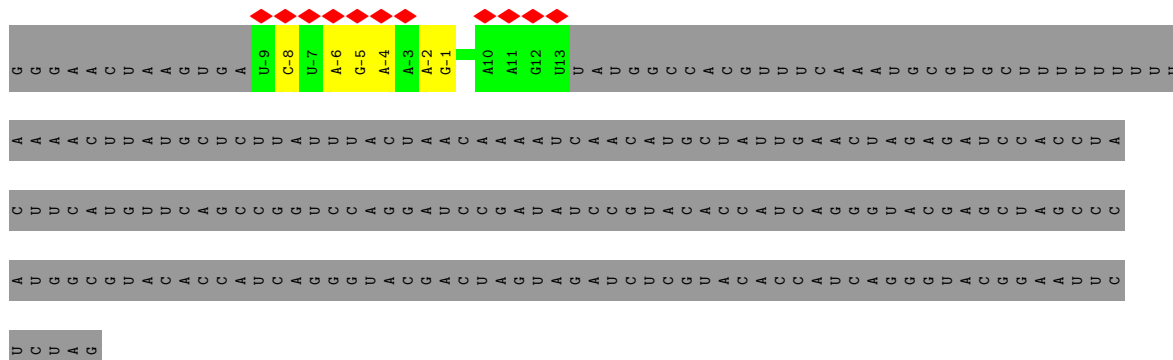 G G G A A C U A A G U G A U-9 C-8 U-7 A-6 G-5 A-4 A-3 A-2 G-1 A10 A11 G12 U13 U A U G G C C A C G U U U C A A A U G C G U G C U U U U U U U U
A A A A C U U A U G C U C U U A U U U A C U A A C A A A A U C A A C A U G C U A U U G A A C U A G A G A U C C A C C U A
C U U C A U G U U C A G C C G G U C C A G G A U C C G A U A U C C G U A C A C C A U C A G G G U A C G A G C U A G C C C
A U G G C G U A C A C C A U C A G G G U A C G A C U A G U A G A U C U C G U A C A C C A U C A G G G U A C G G A A U U C
U C U A G